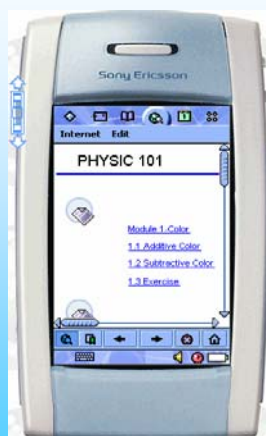 Sony Ericsson
Internet Edit
PHYSIC 101
Module 1-Color
1.1 Additive Color
1.2 Subtractive Color
1.3 Exercise